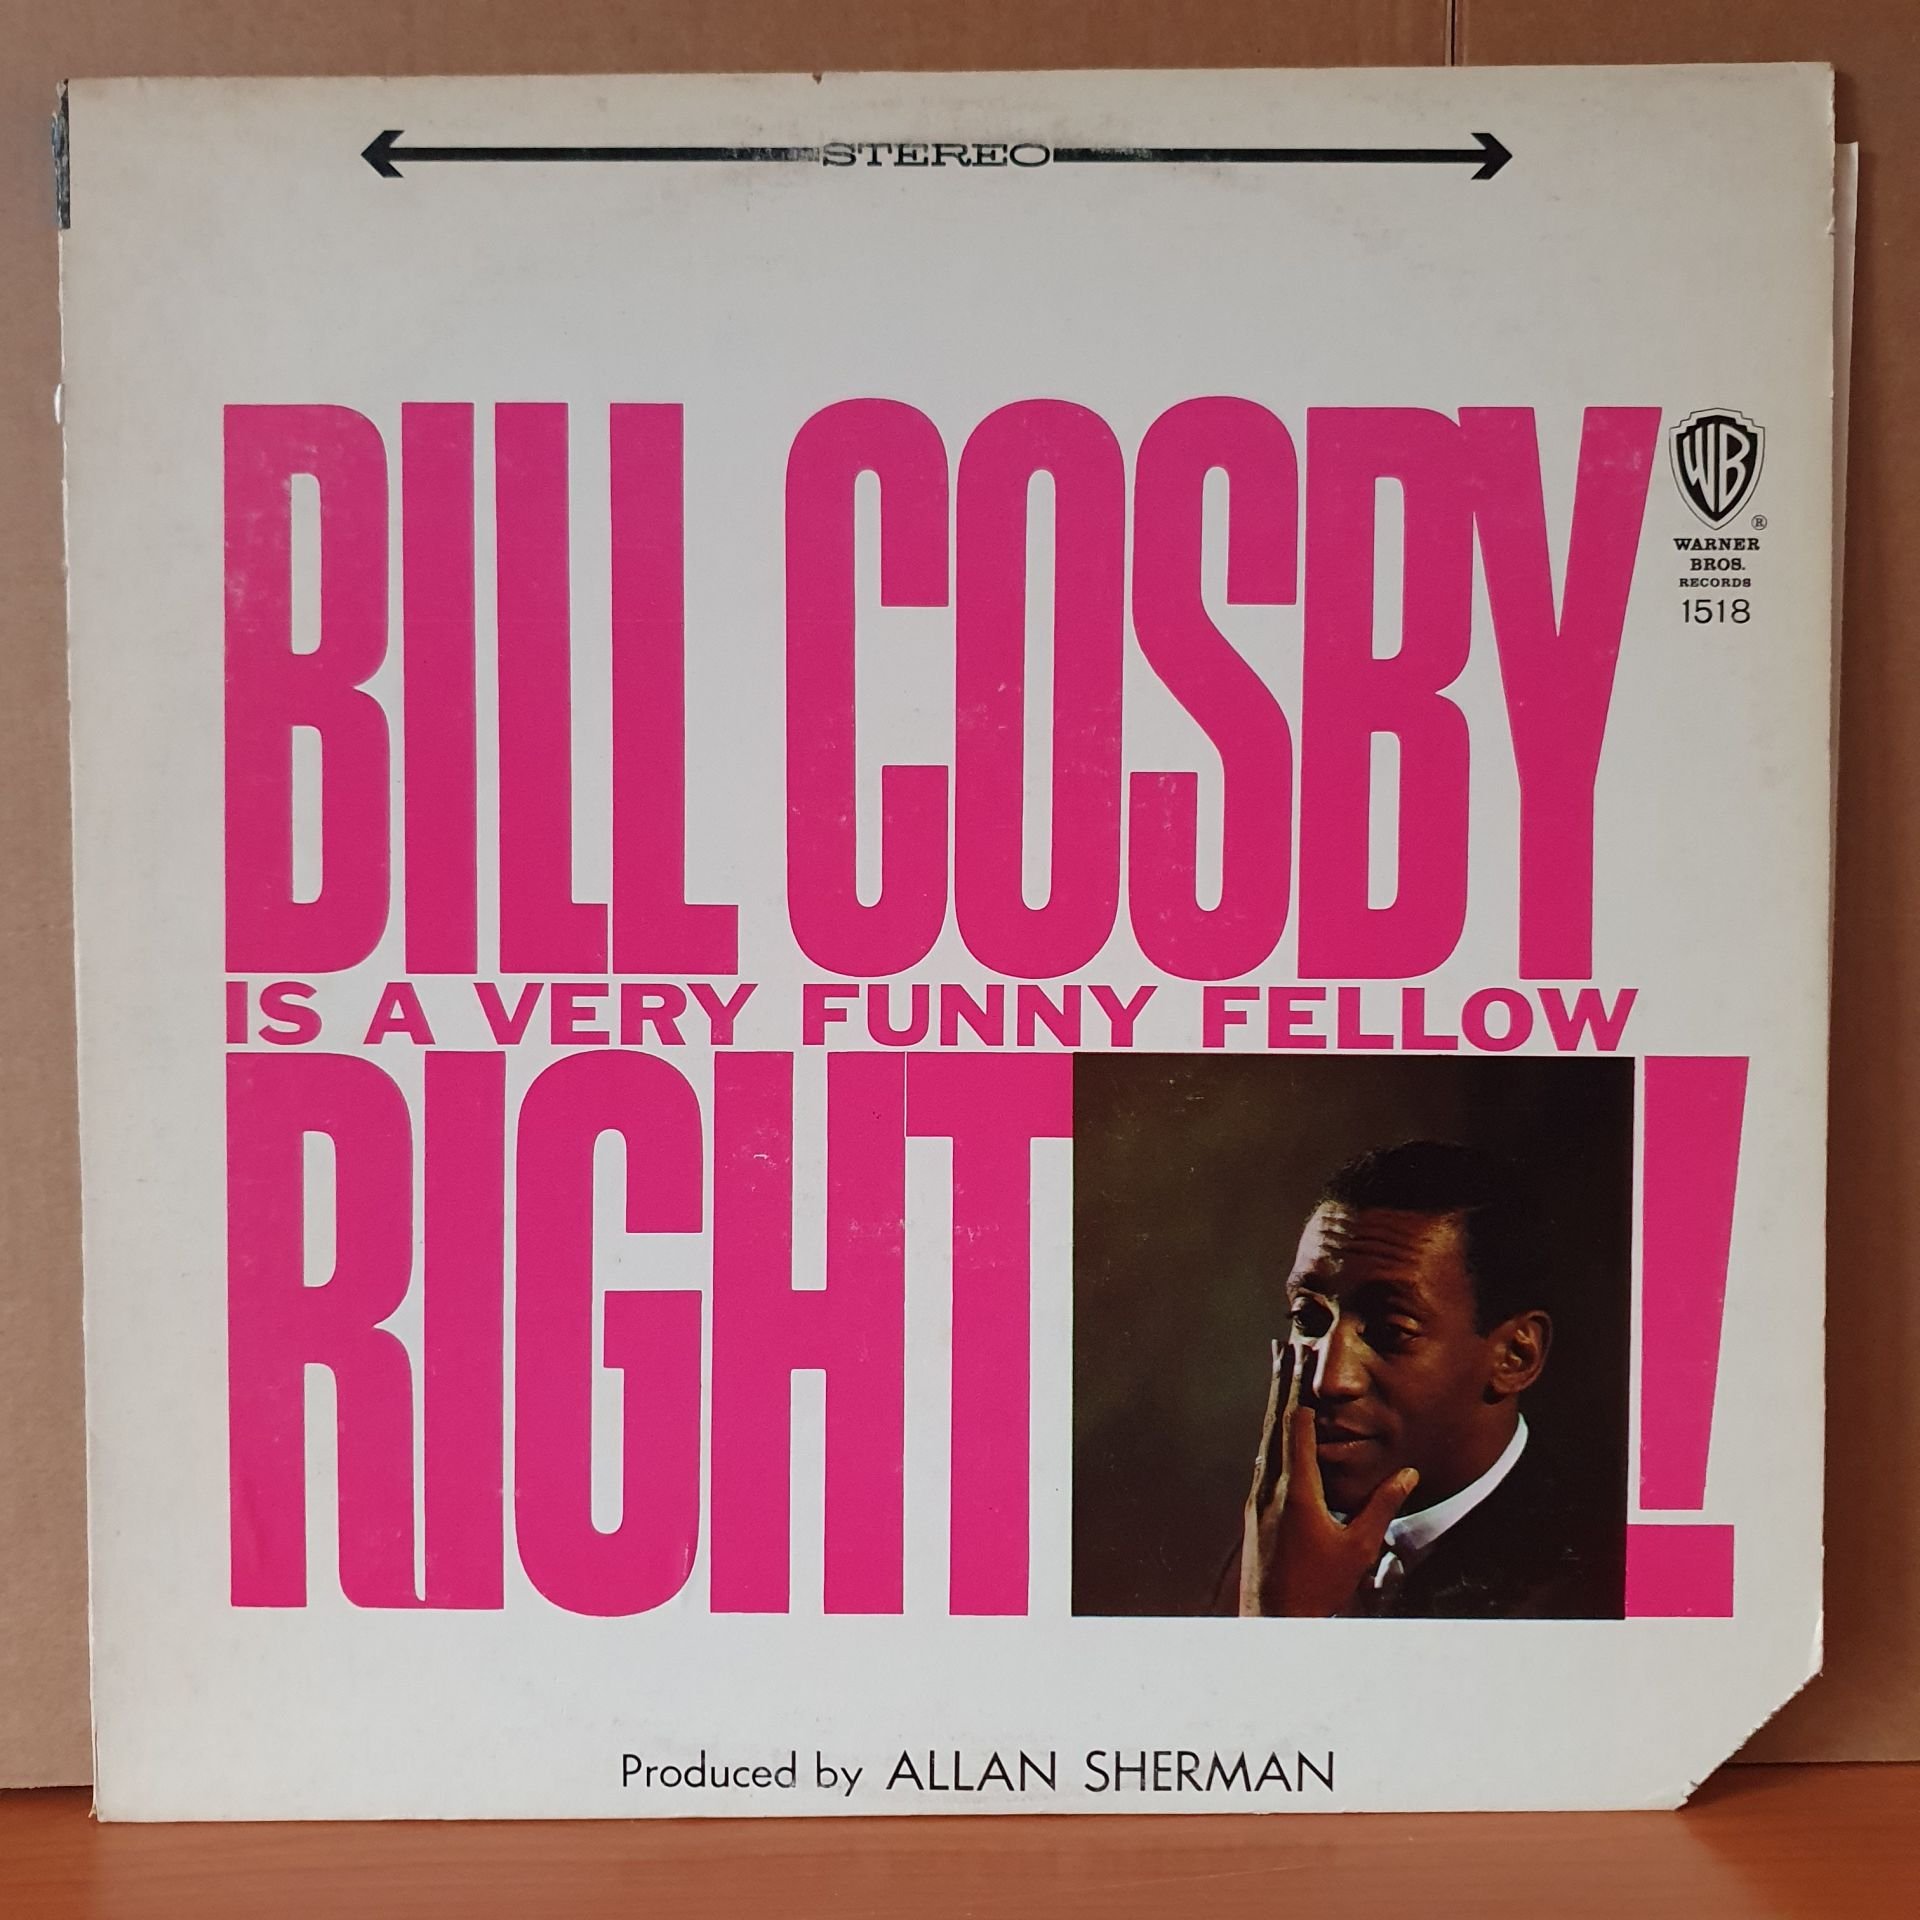 STEREO
BILL COSBY
WB
®
WARNER
BROS.
RECORDS
1518
IS A VERY FUNNY FELLOW
RIGHT!
Produced by ALLAN SHERMAN